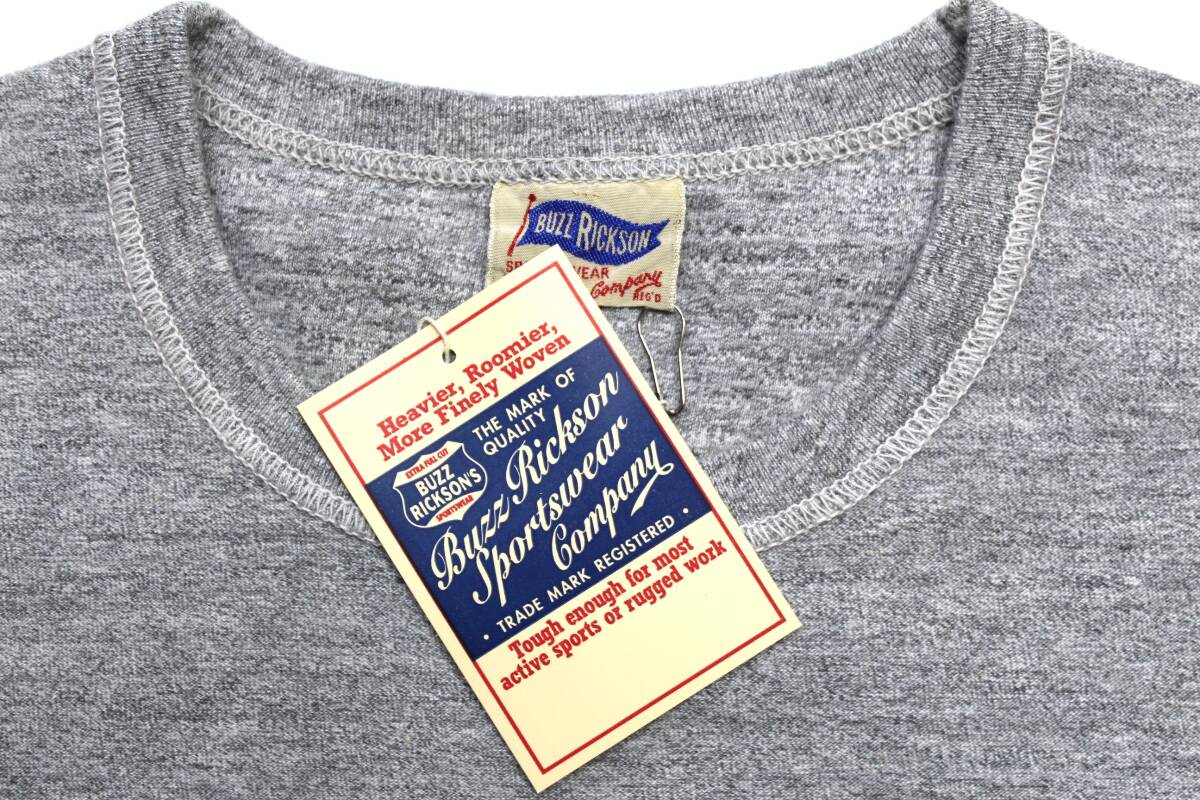 BUZZ RICKSON
WEAR
Company
REG'D
Heavier, Roomier,
More Finely Woven
THE MARK OF
QUALITY
EXTRA FULL CUT
BUZZ
RICKSON'S
SPORTSWEAR
Buzz Rickson
Sportswear
Company
· TRADE MARK REGISTERED ·
Tough enough for most
active sports or rugged work